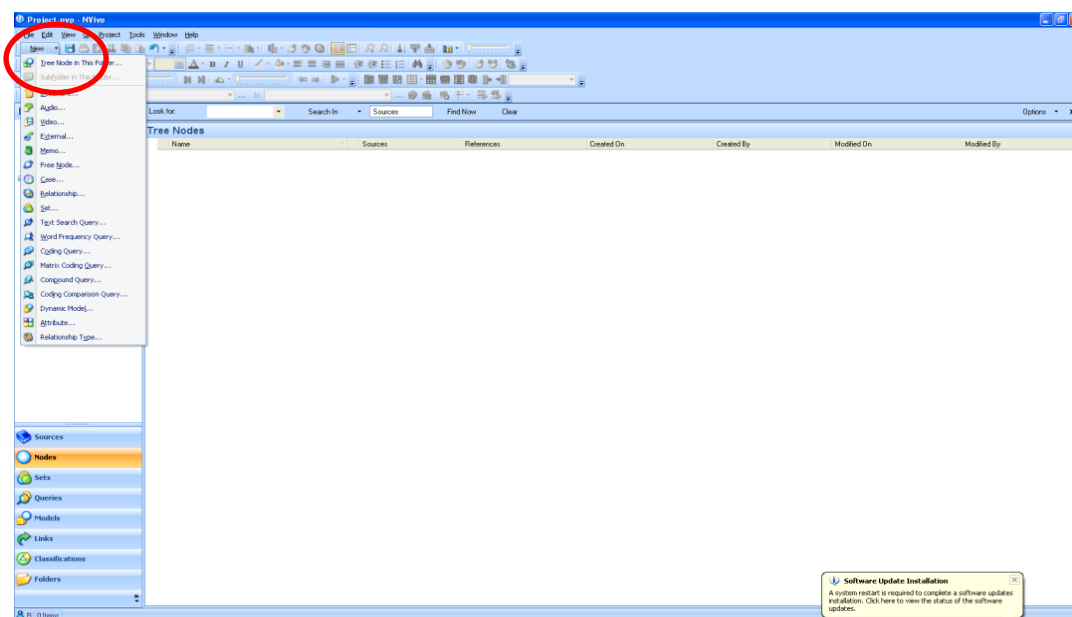 Project.nvp - NVivo
File Edit View Go Project Tools Window Help
New
Tree Node in This Folder...
Subfolder in This Folder...
Audio...
Video...
External...
Memo...
Free Node...
Case...
Relationship...
Set...
Text Search Query...
Word Frequency Query...
Coding Query...
Matrix Coding Query...
Compound Query...
Coding Comparison Query...
Dynamic Model...
Attribute...
Relationship Type...
Look for: Search In Sources Find Now Clear Options
Tree Nodes
Name Sources References Created On Created By Modified On Modified By
Sources
Nodes
Sets
Queries
Models
Links
Classifications
Folders
Software Update Installation
A system restart is required to complete a software updates
installation. Click here to view the status of the software
updates.
0 Items